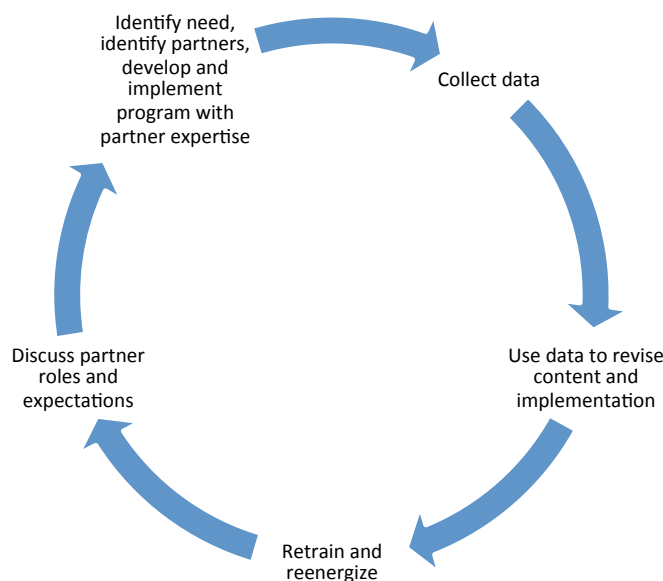 Identify need,
identify partners,
develop and
implement
program with
partner expertise
Collect data
Use data to revise
content and
implementation
Retrain and
reenergize
Discuss partner
roles and
expectations